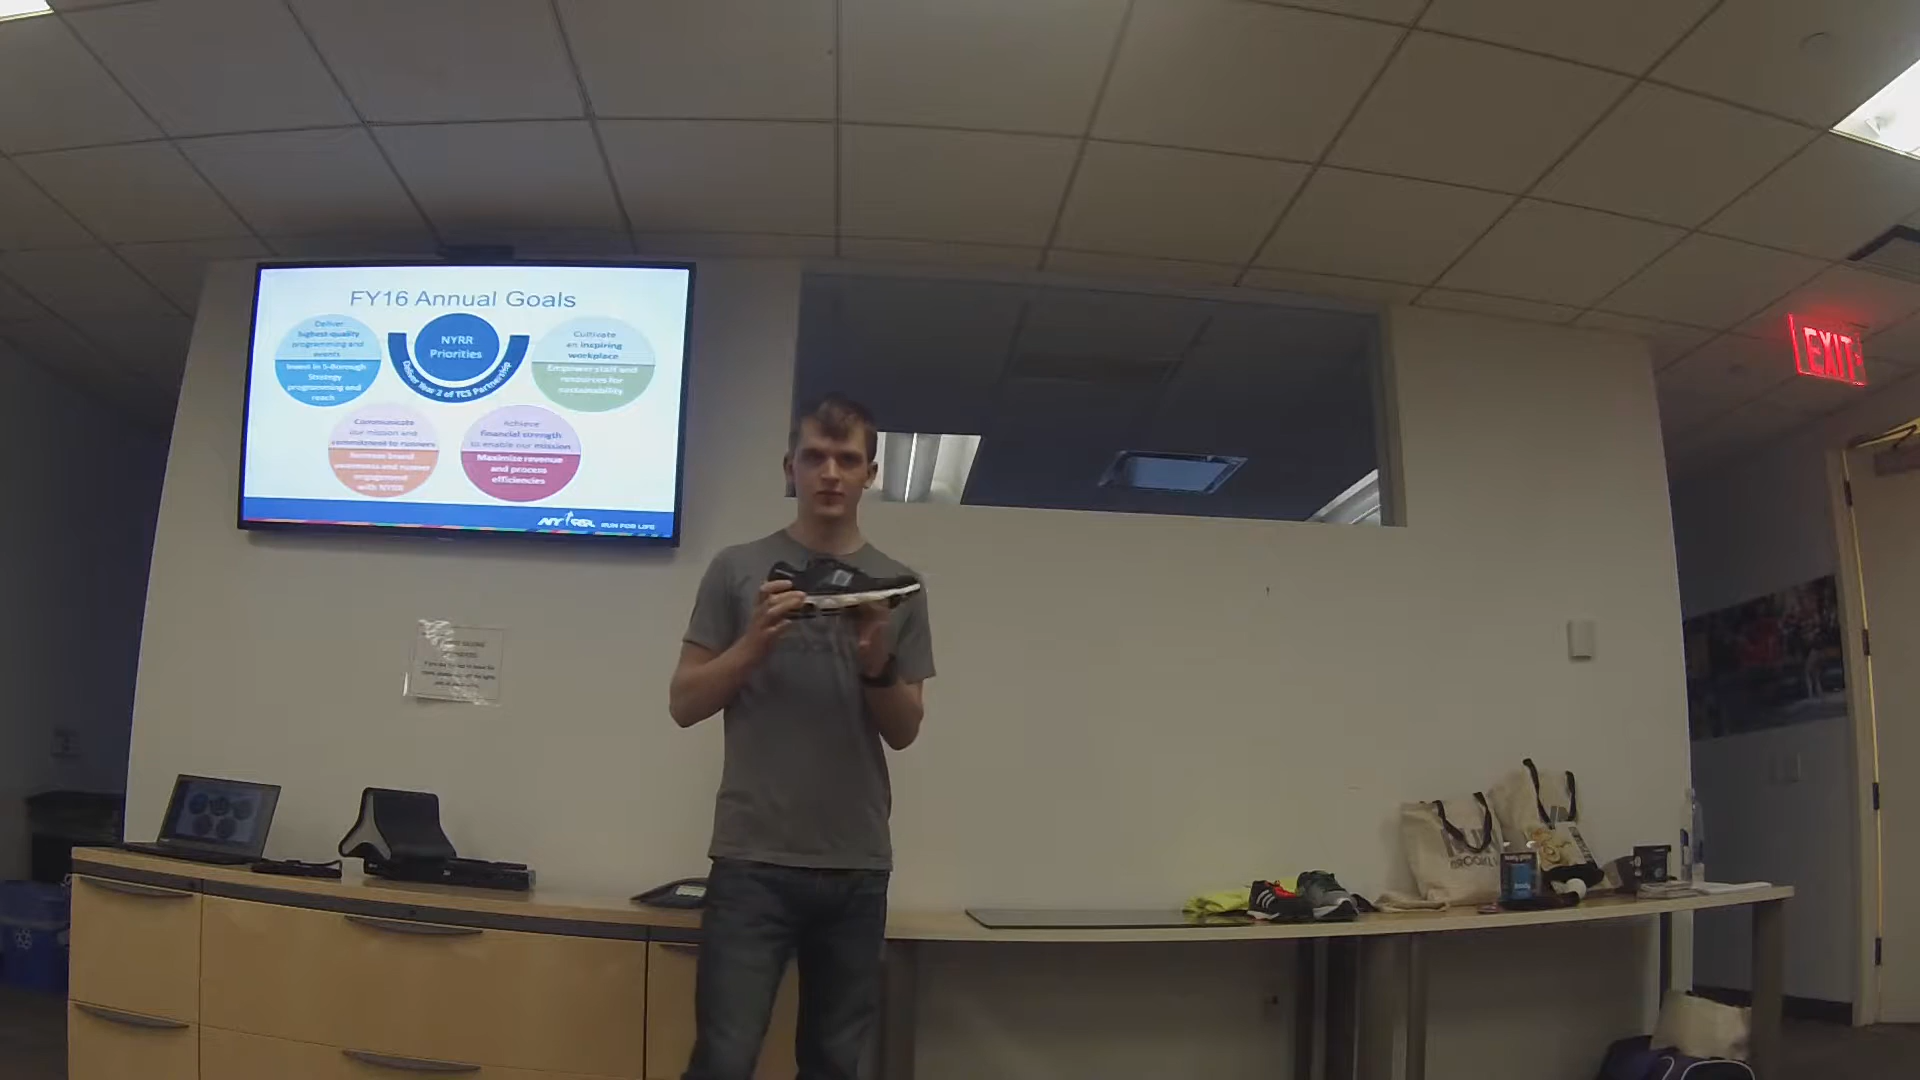 FY16 Annual Goals
Deliver
highest-quality
programming and
events
Invest in 5-Borough
Strategy
programming and
reach
NYRR
Priorities
Deliver Year 2 of TCS Partnership
Cultivate
an inspiring
workplace
Empower staff and
resources for
sustainability
Communicate
our mission and
commitment to runners
Increase brand
awareness and runner
engagement
with NYRR
Achieve
financial strength
to enable our mission
Maximize revenue
and process
efficiencies
RUN FOR LIFE
EXIT